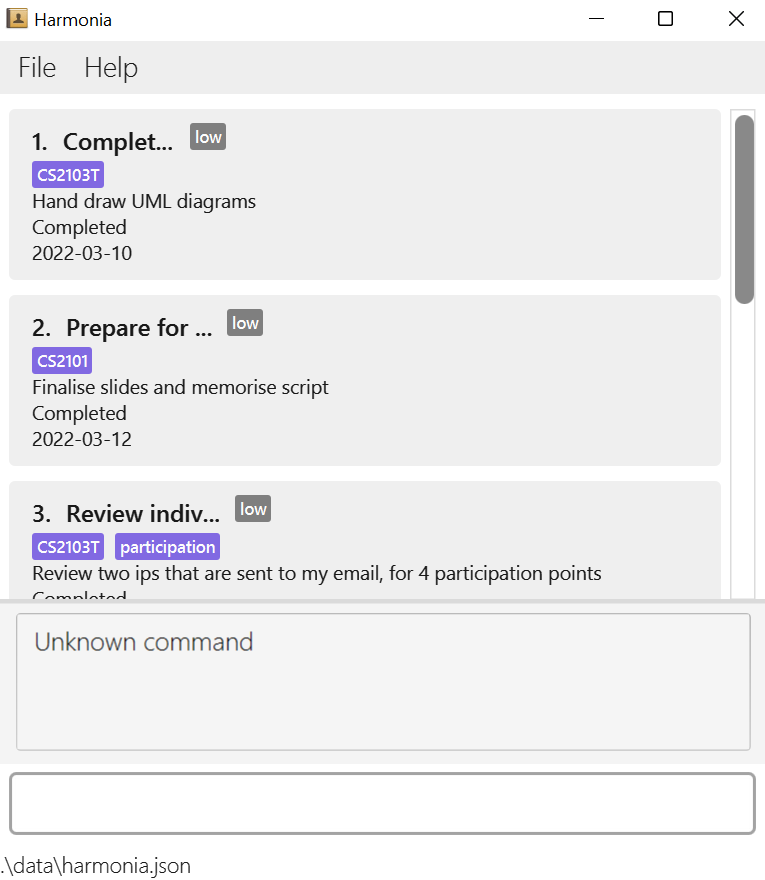 Harmonia
File Help
1. Complet... low
CS2103T
Hand draw UML diagrams
Completed
2022-03-10
2. Prepare for ... low
CS2101
Finalise slides and memorise script
Completed
2022-03-12
3. Review indiv... low
CS2103T participation
Review two ips that are sent to my email, for 4 participation points
Completed
Unknown command
.\data\harmonia.json